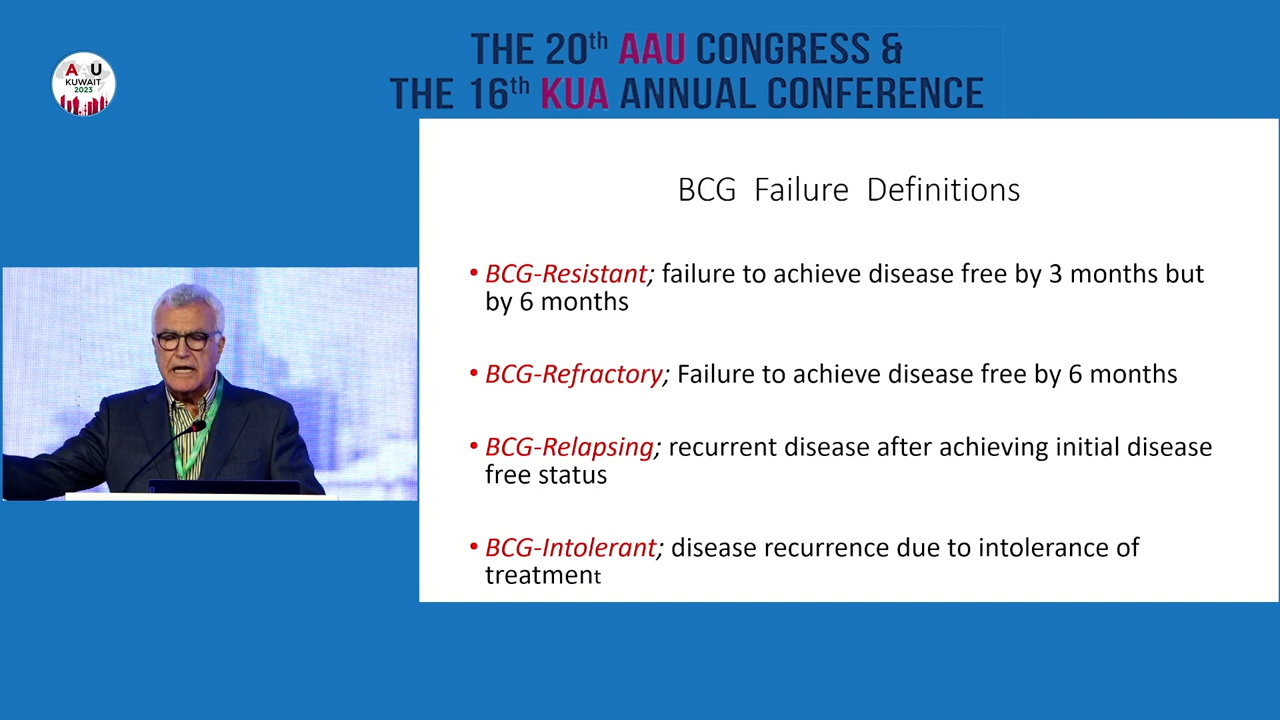 AAU
KUWAIT
2023
THE 20th AAU CONGRESS &
THE 16th KUA ANNUAL CONFERENCE
BCG Failure Definitions
• BCG-Resistant; failure to achieve disease free by 3 months but
by 6 months
• BCG-Refractory; Failure to achieve disease free by 6 months
• BCG-Relapsing; recurrent disease after achieving initial disease
free status
• BCG-Intolerant; disease recurrence due to intolerance of
treatment